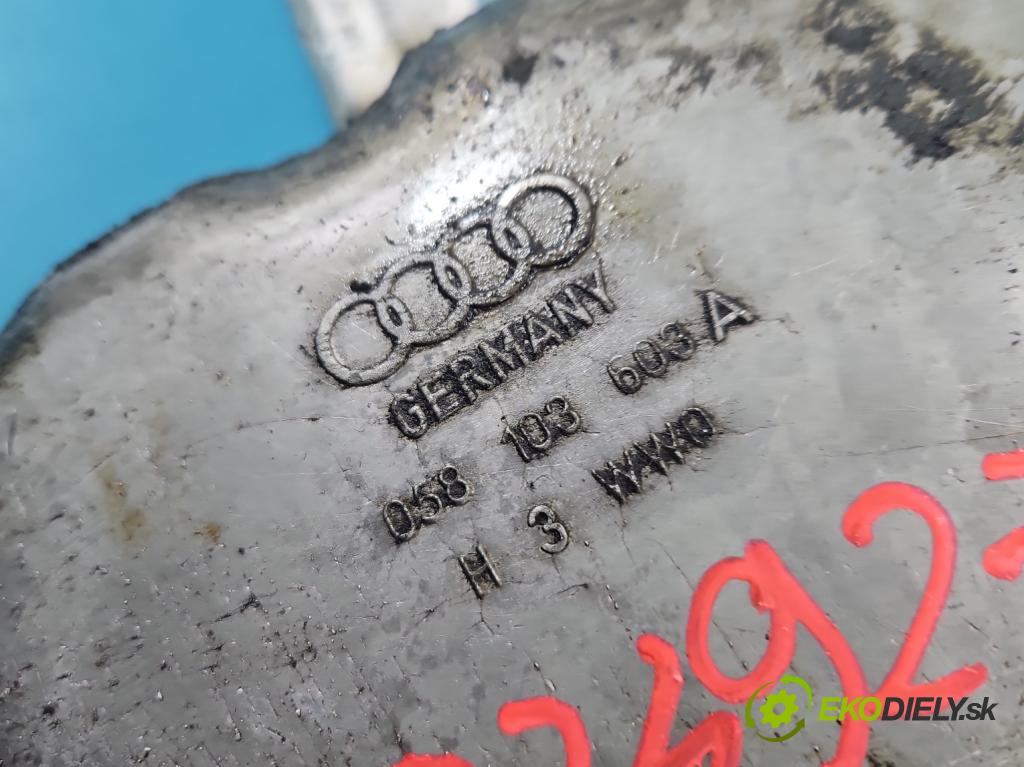 GERMANY
058 103 603 A
H 3 WWO
EKODIELY.sk